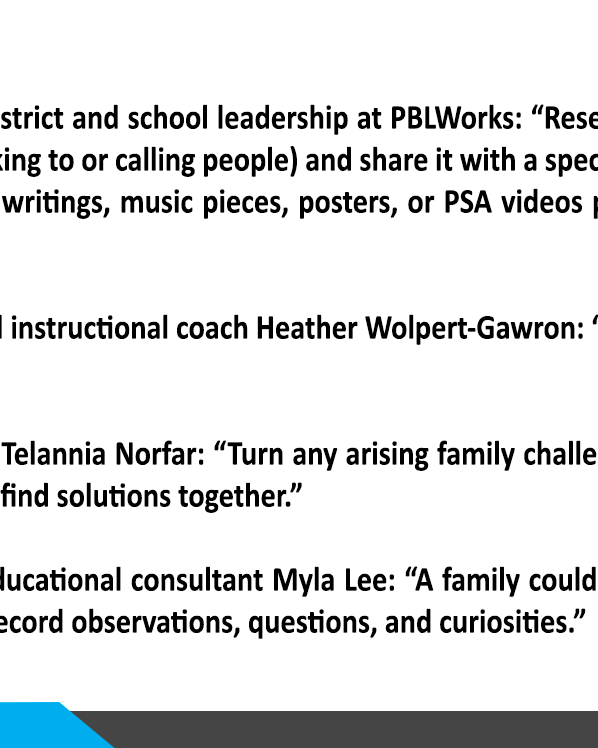 strict and school leadership at PBLWorks: “Rese
king to or calling people) and share it with a spec
writings, music pieces, posters, or PSA videos p
l instructional coach Heather Wolpert-Gawron: “
Telannia Norfar: “Turn any arising family challe
find solutions together.”
ducational consultant Myla Lee: “A family could
ecord observations, questions, and curiosities.”